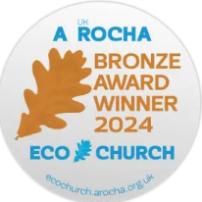 UK
A ROCHA
BRONZE
AWARD
WINNER
2024
ECO CHURCH
ecochurch.arocha.org.uk